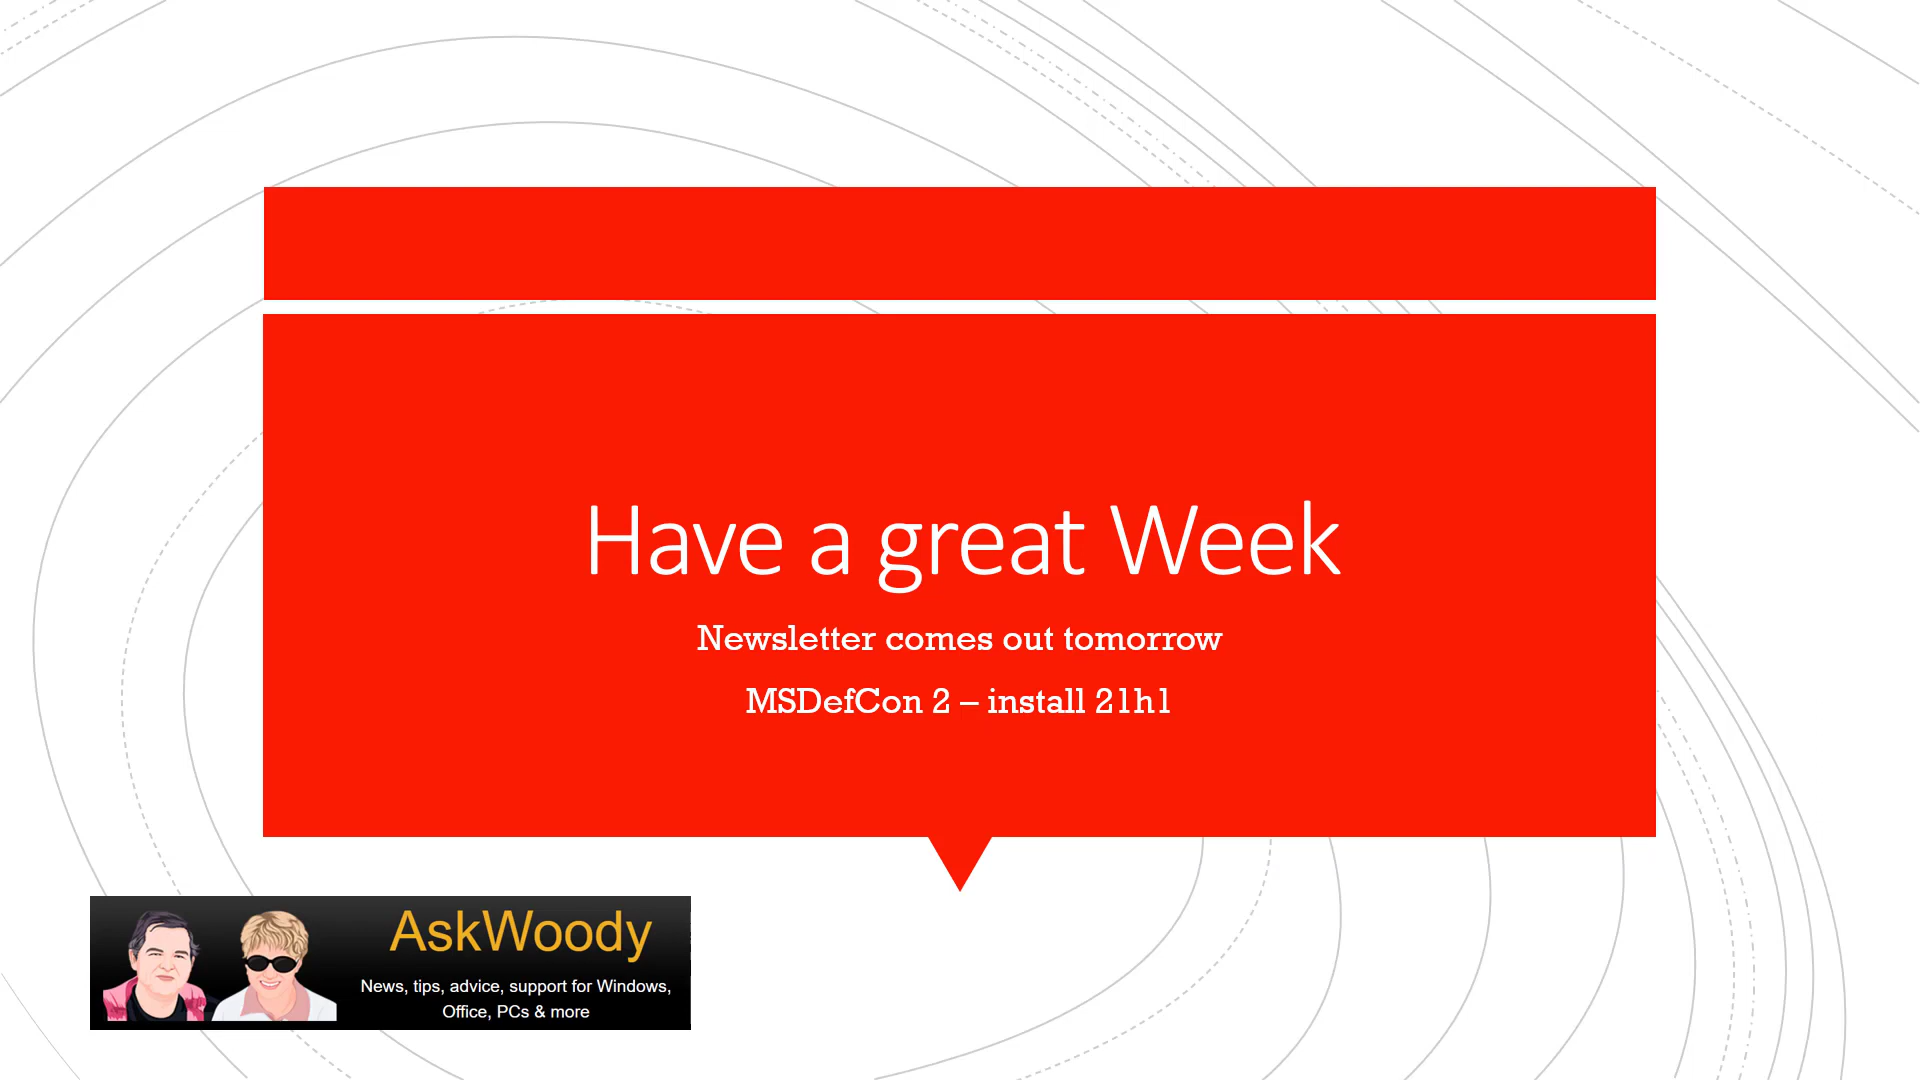 Have a great Week
Newsletter comes out tomorrow
MSDefCon 2 – install 21h1
AskWoody
News, tips, advice, support for Windows,
Office, PCs & more